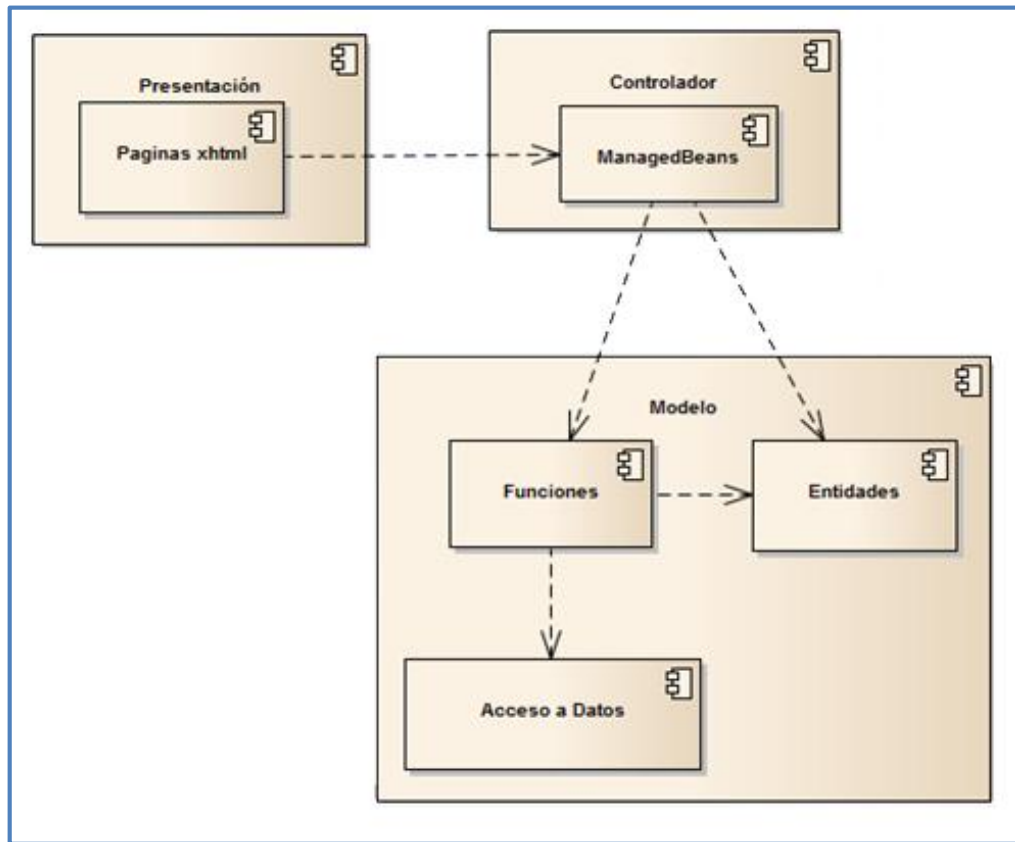 Presentación
Paginas xhtml
Controlador
ManagedBeans
Modelo
Funciones
Entidades
Acceso a Datos